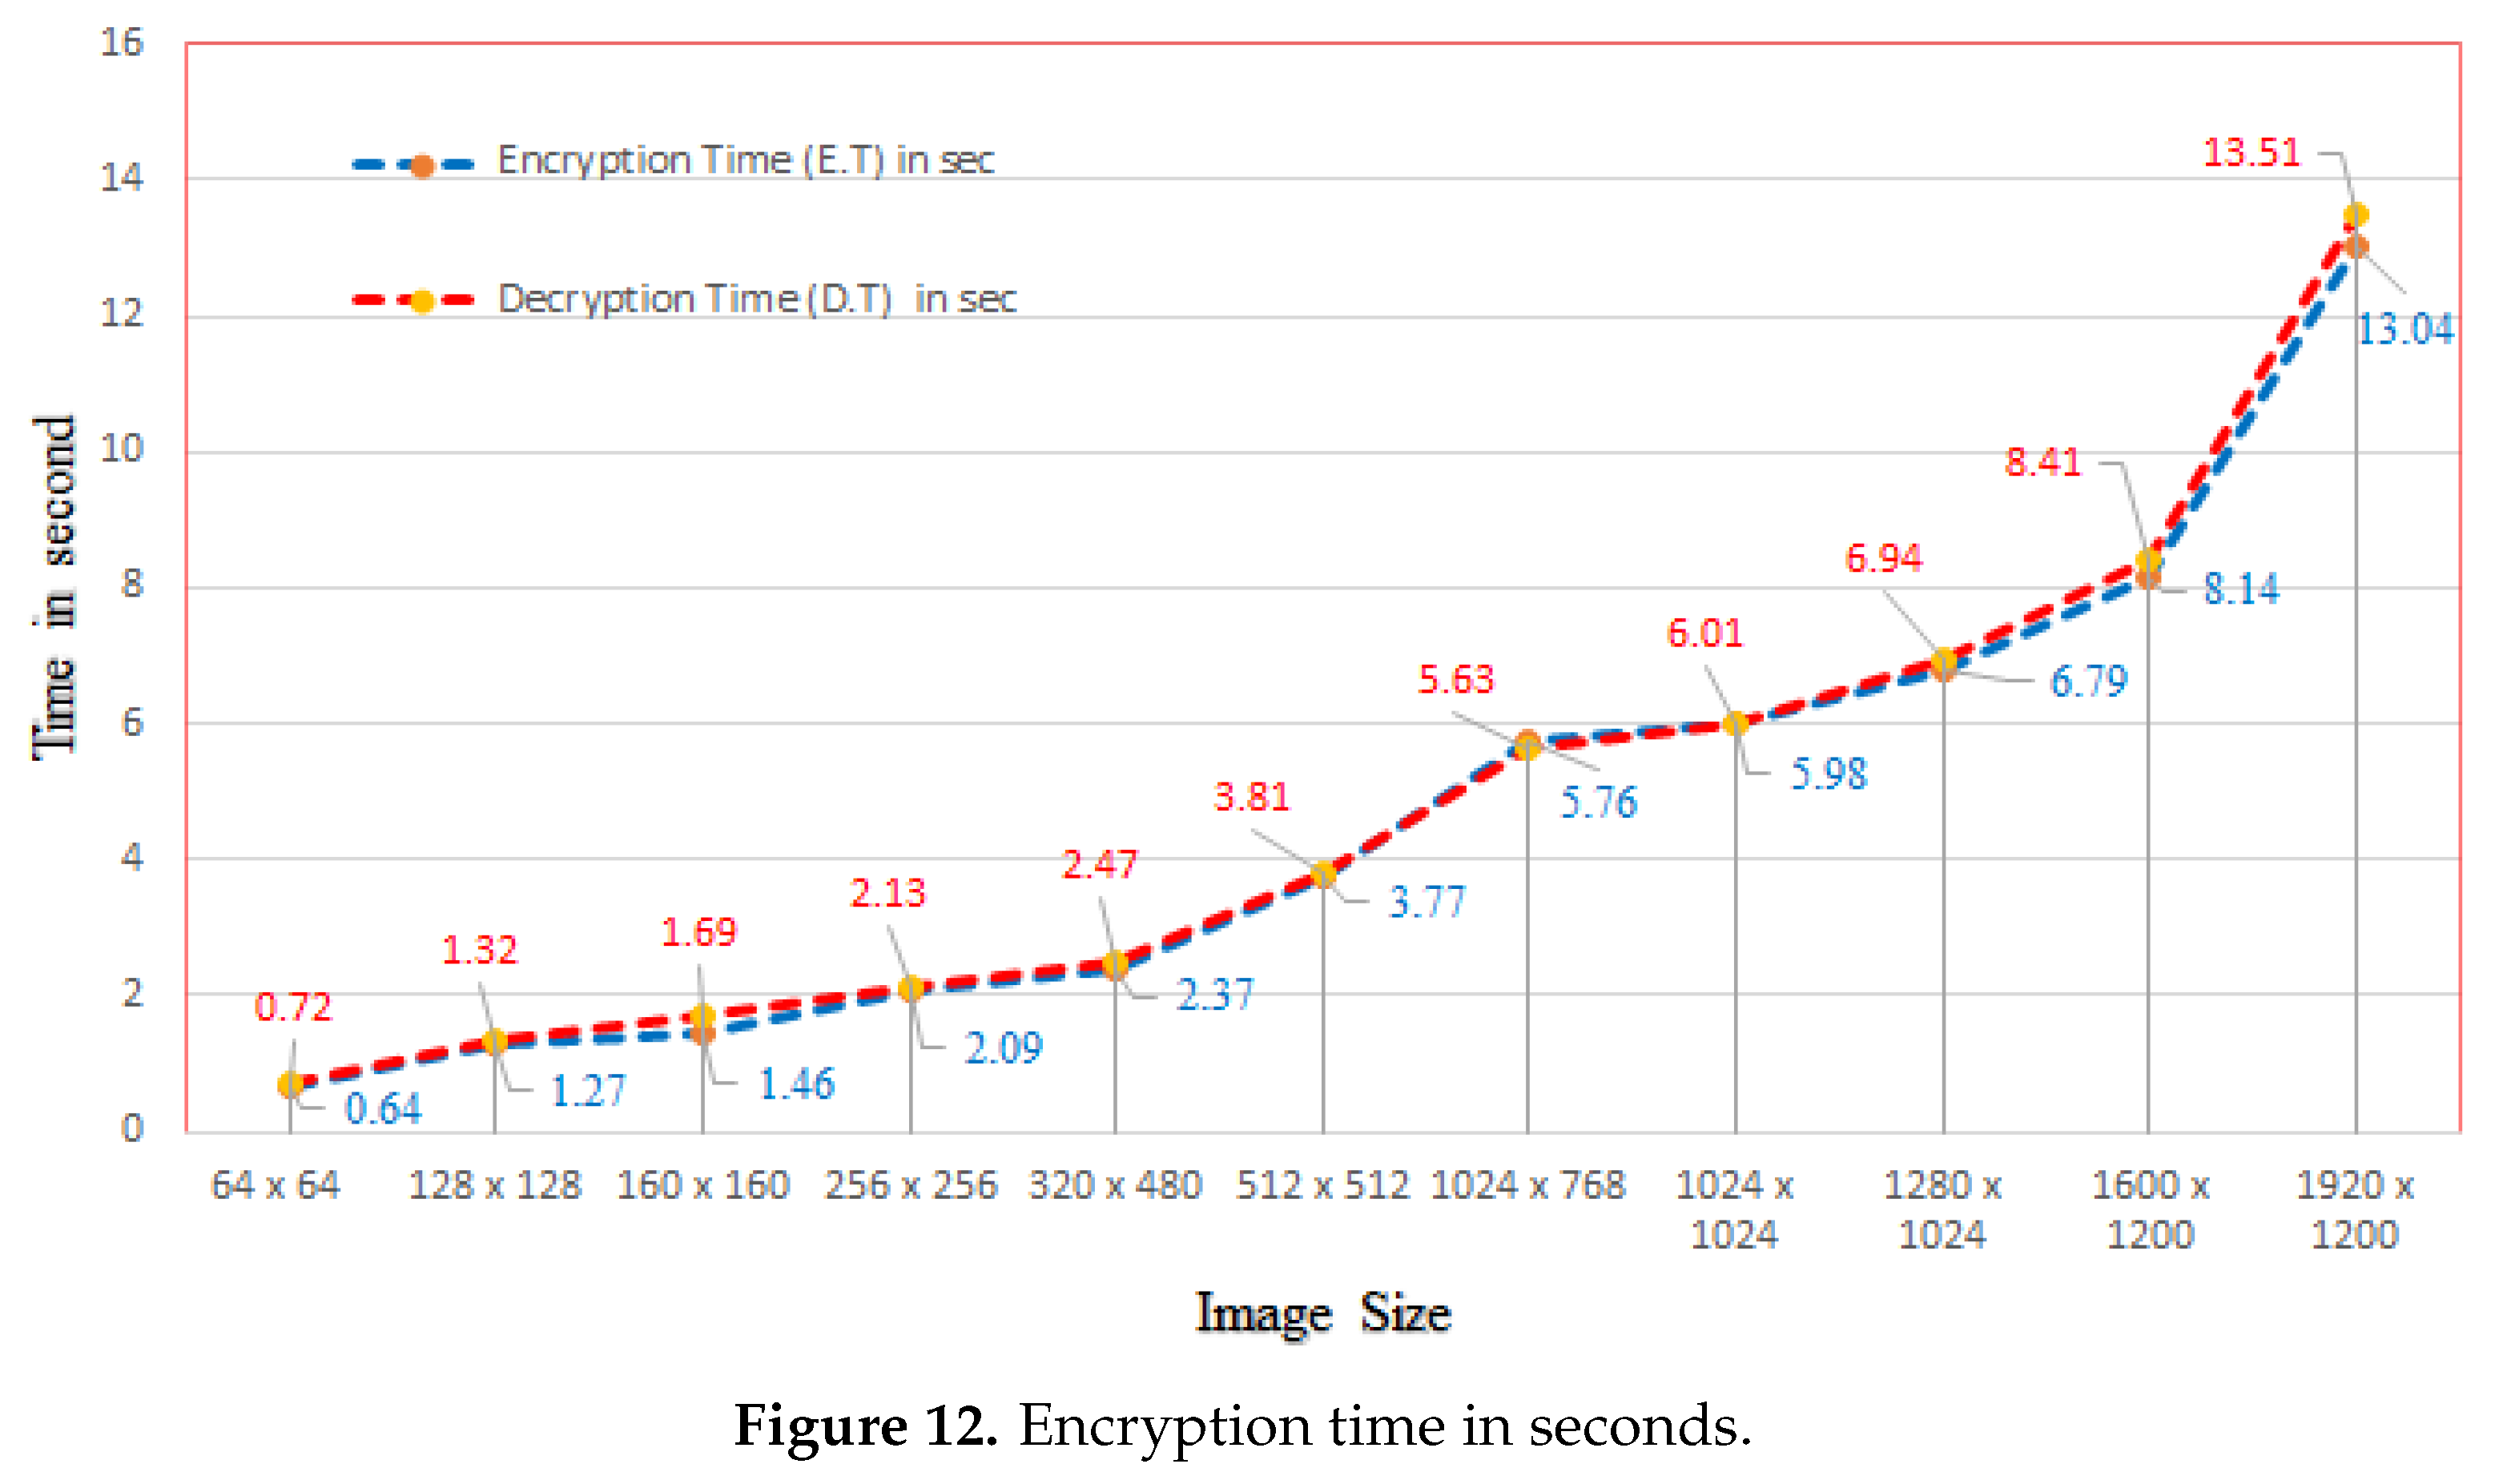 16
14
12
10
8
6
4
2
0
Time in second
Encryption Time (E.T) in sec
Decryption Time (D.T) in sec
0.72
1.32
1.69
2.13
2.47
3.81
5.63
6.01
6.94
8.41
13.51
0.64
1.27
1.46
2.09
2.37
3.77
5.76
5.98
6.79
8.14
13.04
64 x 64
128 x 128
160 x 160
256 x 256
320 x 480
512 x 512
1024 x 768
1024 x
1024
1280 x
1024
1600 x
1200
1920 x
1200
Image Size
Figure 12. Encryption time in seconds.